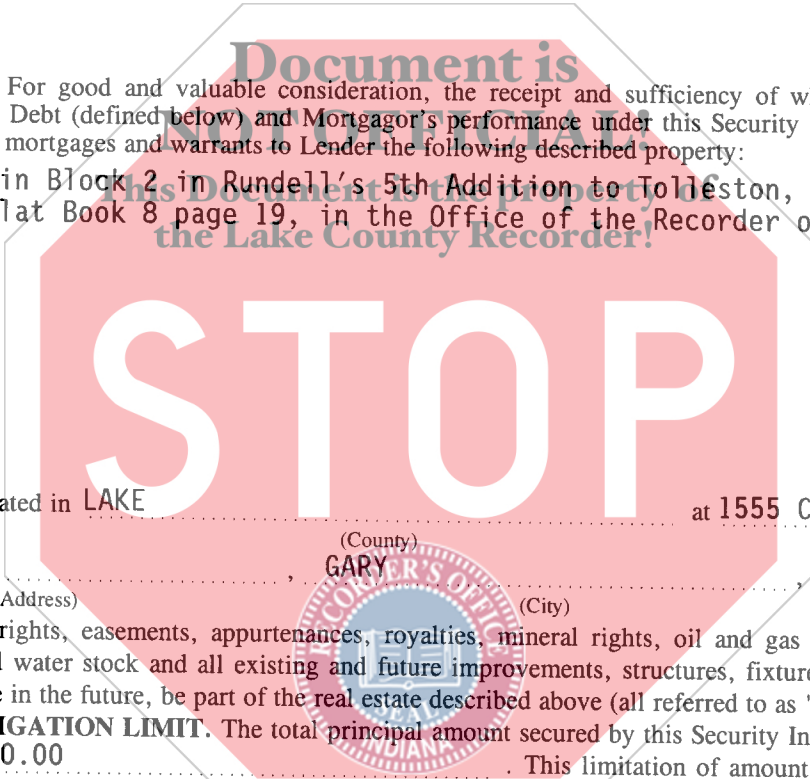 Document is
For good and valuable consideration, the receipt and sufficiency of w
Debt (defined below) and Mortgagor's performance under this Security
NOT OFFICIAL!
mortgages and warrants to Lender the following described property:
in Block 2 in Rundell's 5th Addition to Tolleston,
This Document is the property of
lat Book 8 page 19, in the Office of the Recorder o
the Lake County Recorder!
STOP
ated in LAKE at 1555 C
(County)
, GARY ,
Address) (City)
RECORDER'S OFFICE
rights, easements, appurtenances, royalties, mineral rights, oil and gas
l water stock and all existing and future improvements, structures, fixture
e in the future, be part of the real estate described above (all referred to as "
SEAL
IGATION LIMIT. The total principal amount secured by this Security In
INDIANA
0.00 . This limitation of amount